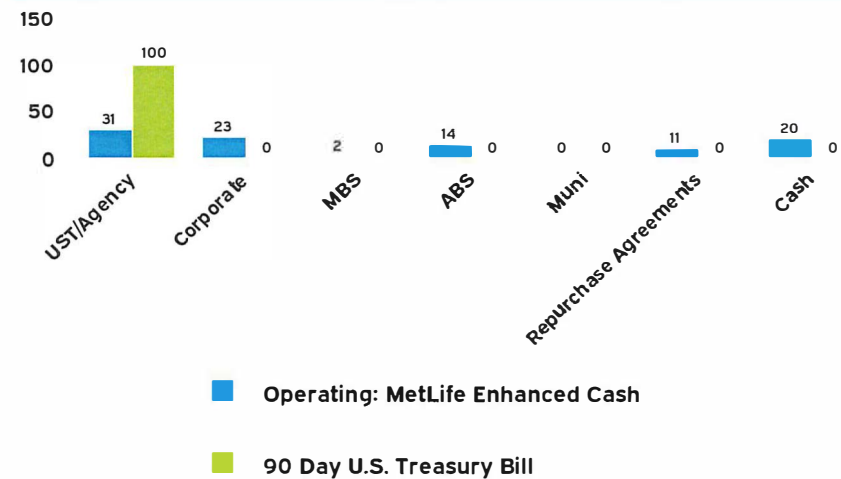 150
100
50
0
31
100
23
0
2
0
14
0
0
0
11
0
20
0
UST/Agency
Corporate
MBS
ABS
Muni
Repurchase Agreements
Cash
Operating: MetLife Enhanced Cash
90 Day U.S. Treasury Bill